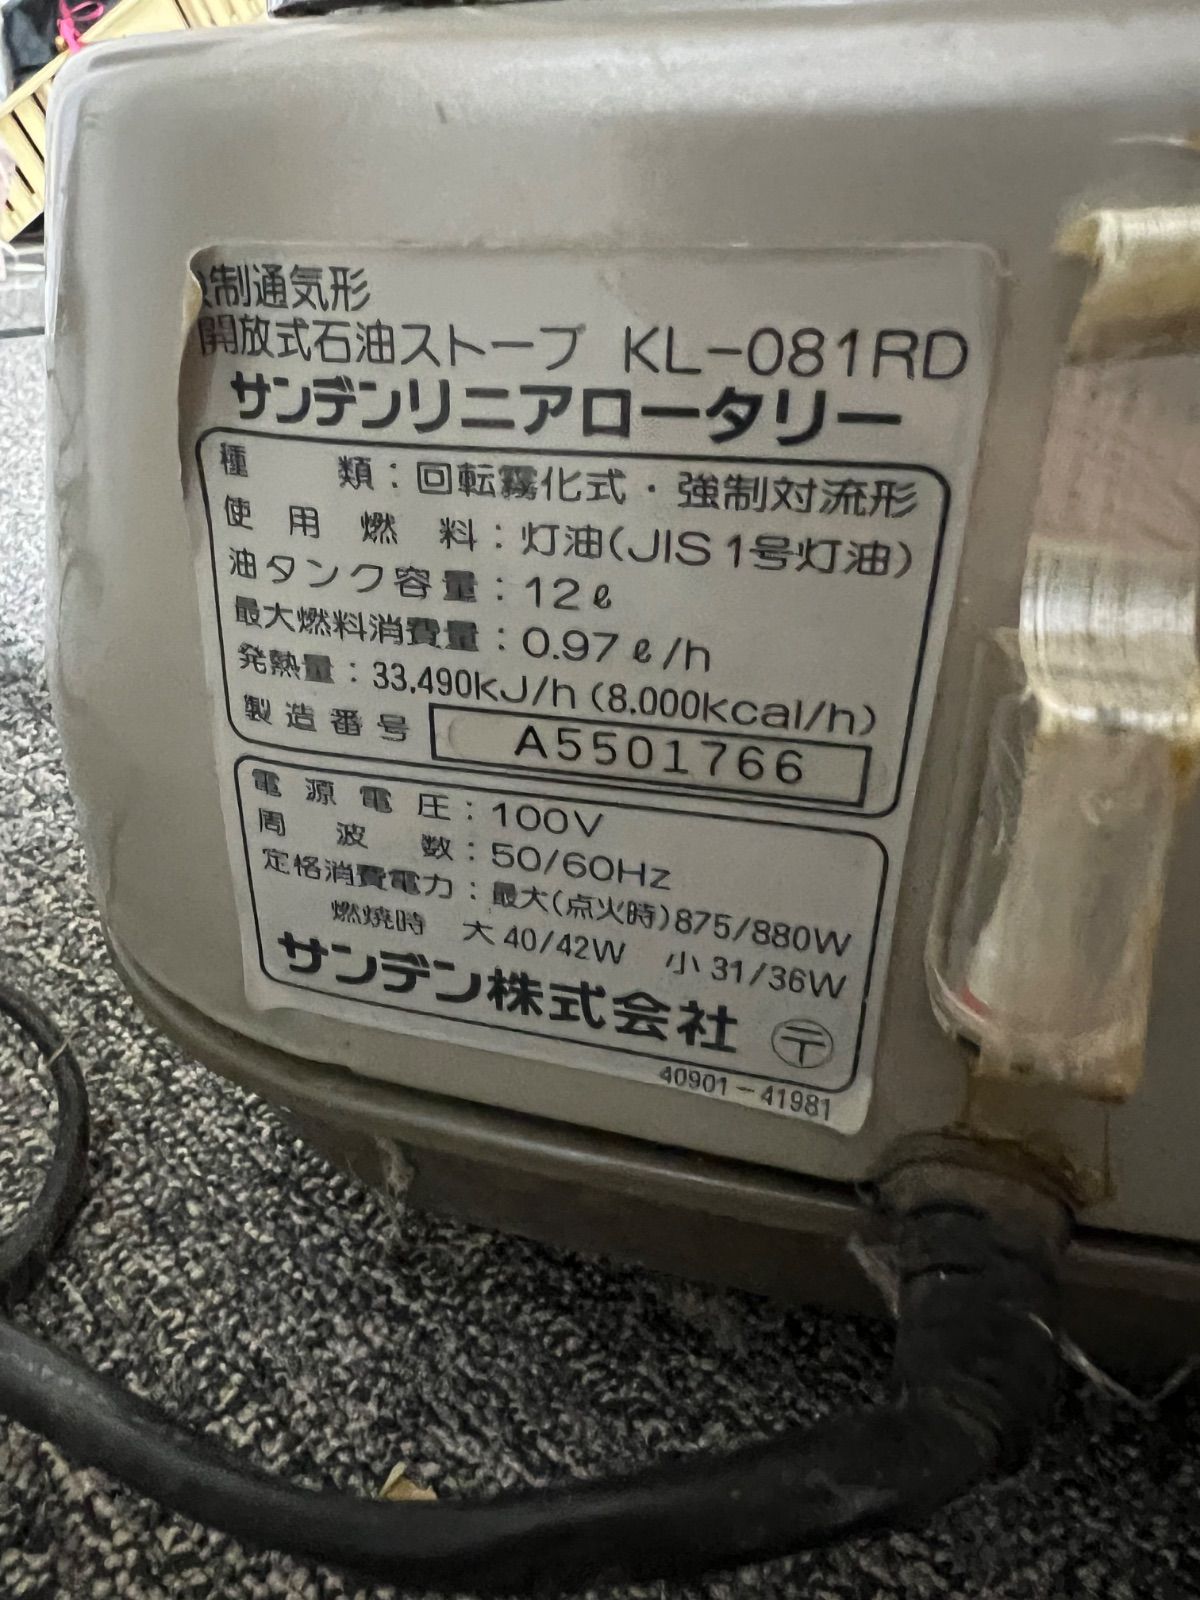 強制通気形
開放式石油ストーブ KL-081RD
サンデンリニアロータリー
種類：回転霧化式・強制対流形
使用燃料：灯油(JIS1号灯油)
油タンク容量：12ℓ
最大燃料消費量：0.97ℓ/h
発熱量：33,490kJ/h (8,000kcal/h)
製造番号 A5501766
電源電圧：100V
周波数：50/60Hz
定格消費電力：最大(点火時)875/880W
燃焼時 大40/42W 小31/36W
サンデン株式会社 〒
40901-41981